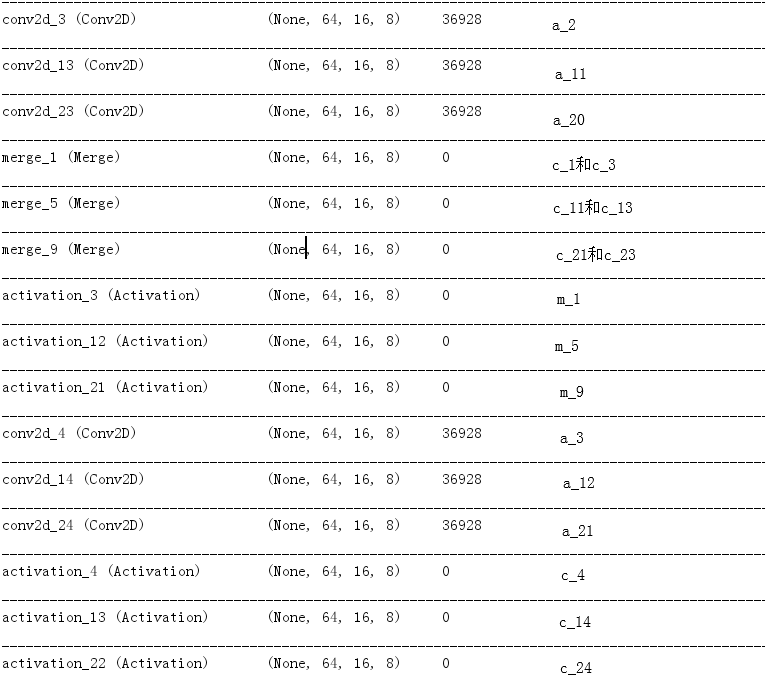 conv2d_3 (Conv2D) (None, 64, 16, 8) 36928 a_2
conv2d_13 (Conv2D) (None, 64, 16, 8) 36928 a_11
conv2d_23 (Conv2D) (None, 64, 16, 8) 36928 a_20
merge_1 (Merge) (None, 64, 16, 8) 0 c_1和c_3
merge_5 (Merge) (None, 64, 16, 8) 0 c_11和c_13
merge_9 (Merge) (None, 64, 16, 8) 0 c_21和c_23
activation_3 (Activation) (None, 64, 16, 8) 0 m_1
activation_12 (Activation) (None, 64, 16, 8) 0 m_5
activation_21 (Activation) (None, 64, 16, 8) 0 m_9
conv2d_4 (Conv2D) (None, 64, 16, 8) 36928 a_3
conv2d_14 (Conv2D) (None, 64, 16, 8) 36928 a_12
conv2d_24 (Conv2D) (None, 64, 16, 8) 36928 a_21
activation_4 (Activation) (None, 64, 16, 8) 0 c_4
activation_13 (Activation) (None, 64, 16, 8) 0 c_14
activation_22 (Activation) (None, 64, 16, 8) 0 c_24